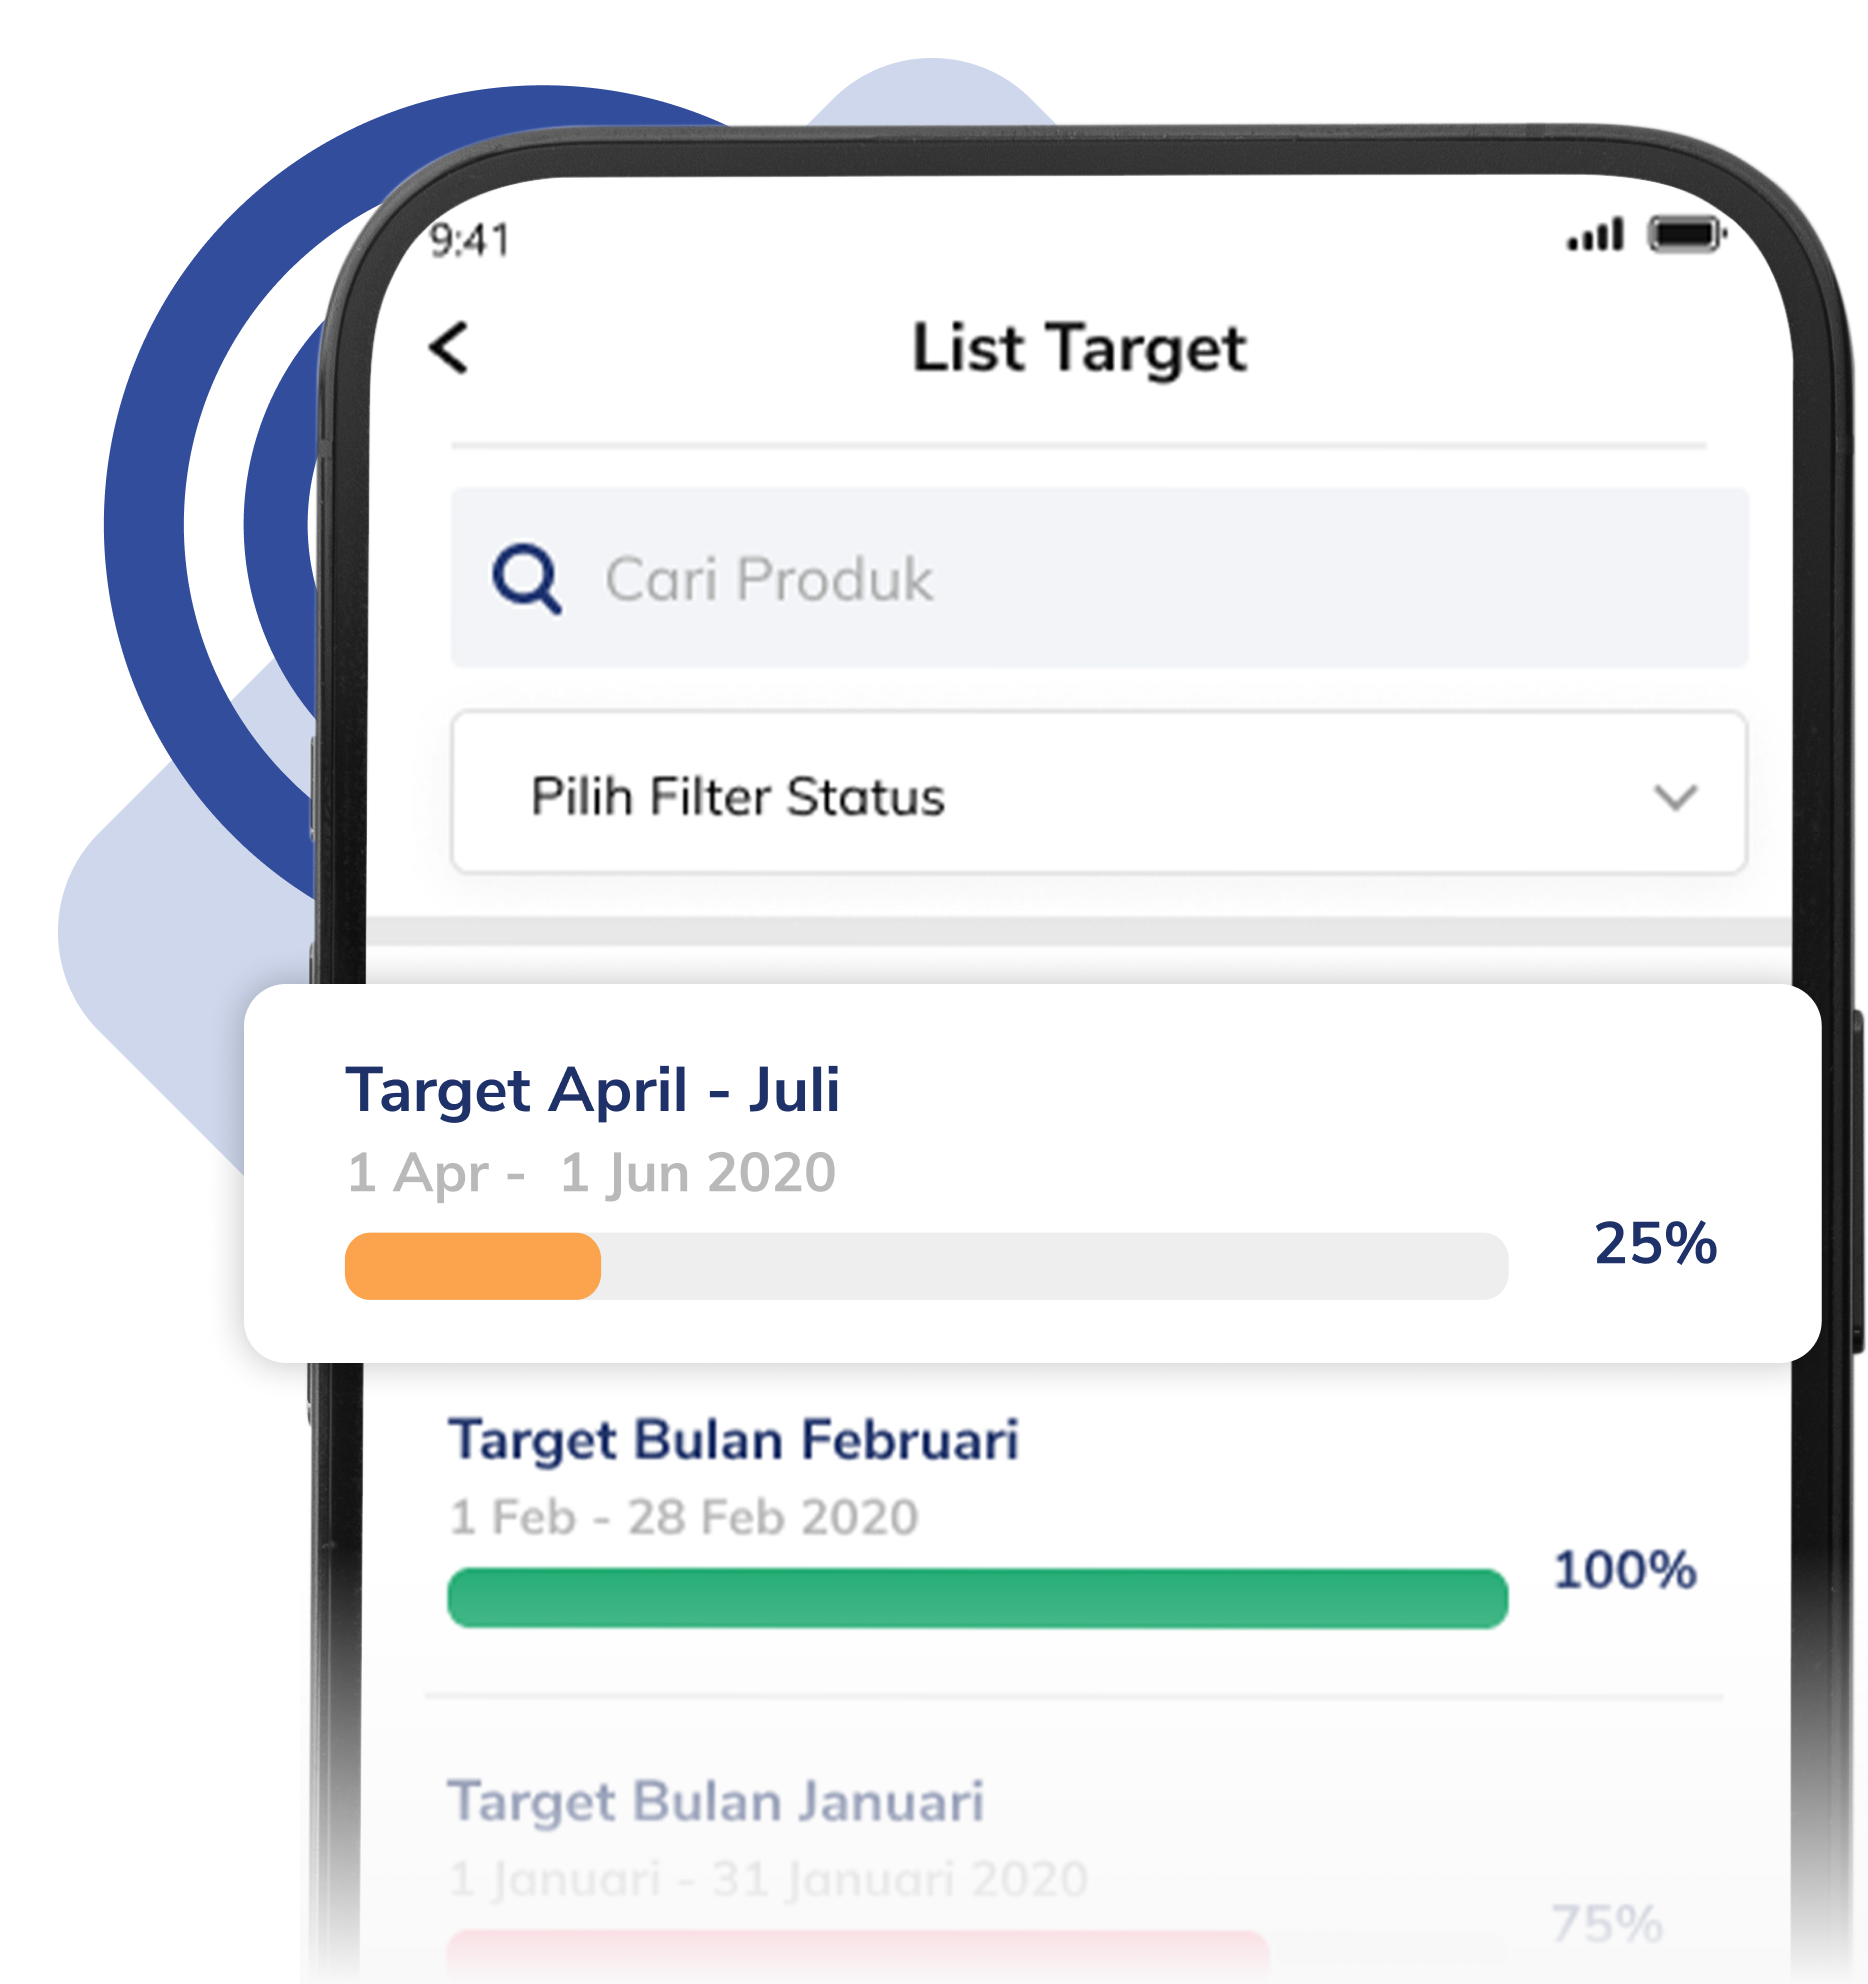 9:41
List Target
Cari Produk
Pilih Filter Status
Target April - Juli
1 Apr - 1 Jun 2020
25%
Target Bulan Februari
1 Feb - 28 Feb 2020
100%
Target Bulan Januari
1 Januari - 31 Januari 2020
75%